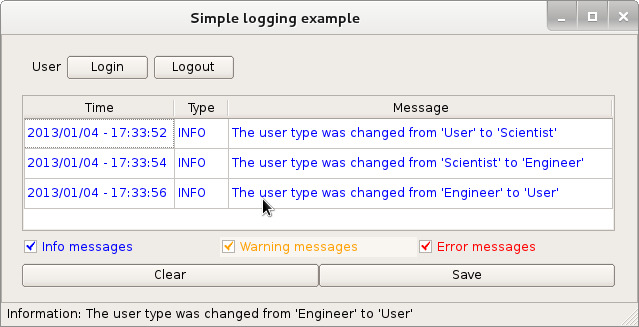 Simple logging example
User Login Logout
Time Type Message
2013/01/04 - 17:33:52 INFO The user type was changed from 'User' to 'Scientist'
2013/01/04 - 17:33:54 INFO The user type was changed from 'Scientist' to 'Engineer'
2013/01/04 - 17:33:56 INFO The user type was changed from 'Engineer' to 'User'
Info messages Warning messages Error messages
Clear Save
Information: The user type was changed from 'Engineer' to 'User'